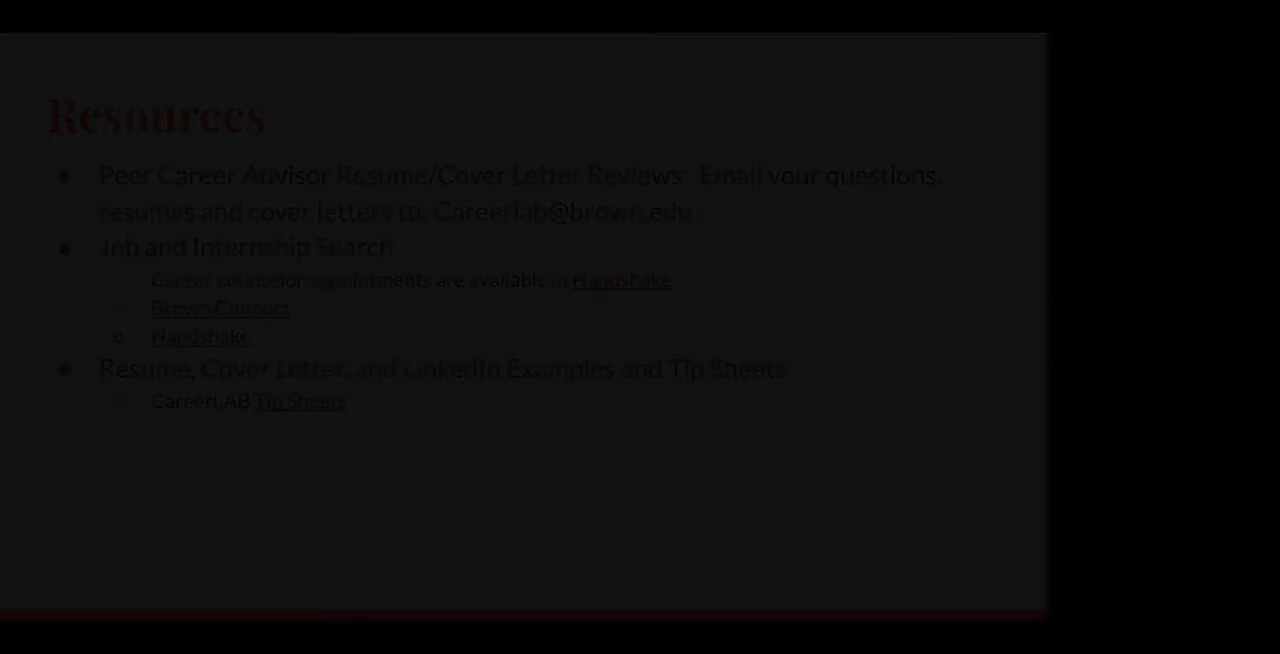 Resources
Peer Career Advisor Resume/Cover Letter Reviews: Email your questions,
resumes and cover letters to: Careerlab@brown.edu
Job and Internship Search
Career counselor appointments are available in Handshake
Brown Connect
Handshake
Resume, Cover Letter, and LinkedIn Examples and Tip Sheets
CareerLAB Tip Sheets